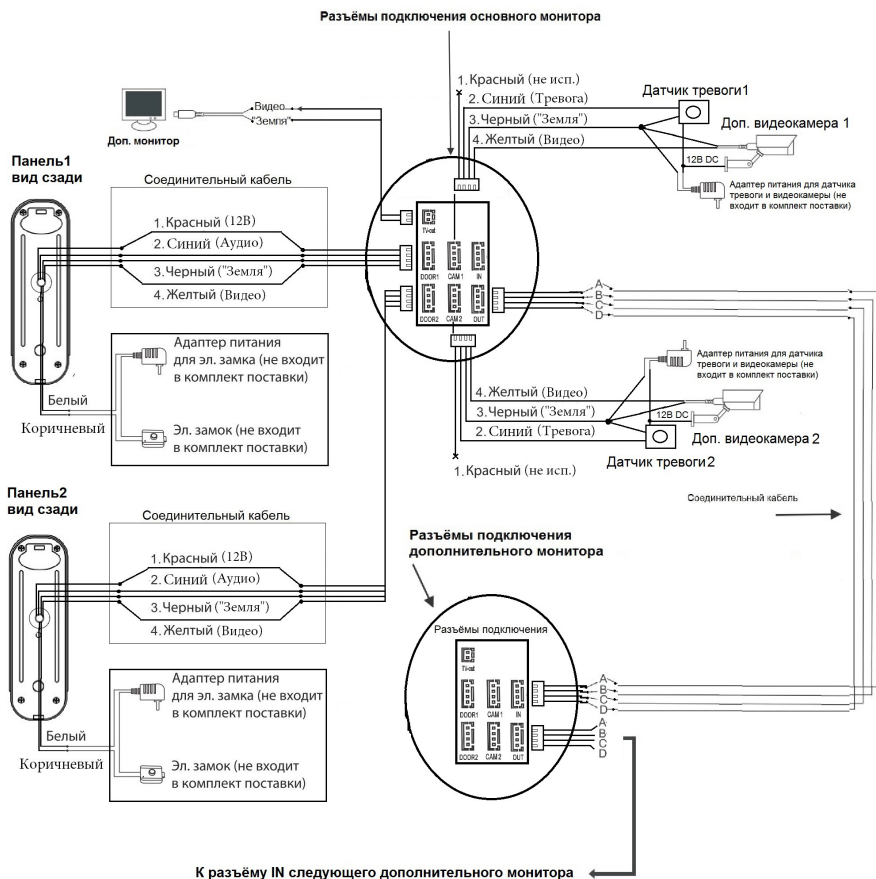 Разъёмы подключения основного монитора
1. Красный (не исп.)
2. Синий (Тревога)
3. Черный ("Земля")
4. Желтый (Видео)
Датчик тревоги1
Доп. видеокамера 1
12В DC
Адаптер питания для датчика
тревоги и видеокамеры (не
входит в комплект поставки)
Видео
"Земля"
Доп. монитор
Панель1
вид сзади
Соединительный кабель
1. Красный (12В)
2. Синий (Аудио)
3. Черный ("Земля")
4. Желтый (Видео)
TV-out
DOOR1
CAM 1
IN
DOOR2
CAM 2
OUT
A
B
C
D
Адаптер питания
для эл. замка (не входит
в комплект поставки)
Белый
Коричневый
Эл. замок (не входит
в комплект поставки)
Адаптер питания для датчика
тревоги и видеокамеры (не
входит в комплект поставки)
4. Желтый (Видео)
3. Черный ("Земля")
2. Синий (Тревога)
1. Красный (не исп.)
12В DC
Доп. видеокамера 2
Датчик тревоги2
Панель2
вид сзади
Соединительный кабель
1. Красный (12В)
2. Синий (Аудио)
3. Черный ("Земля")
4. Желтый (Видео)
Соединительный кабель
Разъёмы подключения
дополнительного монитора
Разъёмы подключения
TV-out
DOOR1
CAM 1
IN
DOOR2
CAM 2
OUT
A
B
C
D
A
B
C
D
Адаптер питания
для эл. замка (не входит
в комплект поставки)
Белый
Коричневый
Эл. замок (не входит
в комплект поставки)
К разъёму IN следующего дополнительного монитора